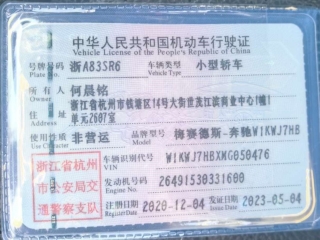 中华人民共和国机动车行驶证
Vehicle License of the People's Republic of China
号牌号码 浙A83SR6 车辆类型 小型轿车
Plate No. Vehicle Type
所有人 何晨铭
Owner
住址 浙江省杭州市钱塘区14号大街世茂江滨商业中心1幢1
单元2607室
Address
使用性质 非营运 品牌型号 梅赛德斯-奔驰W1KWJ7HB
Use Character Model
浙江省杭州
市公安局交
通警察支队
车辆识别代号 W1KWJ7HBXMG050476
VIN
发动机号码 26491530331600
Engine No.
注册日期 2020-12-04 发证日期 2023-05-04
Register Date Issue Date